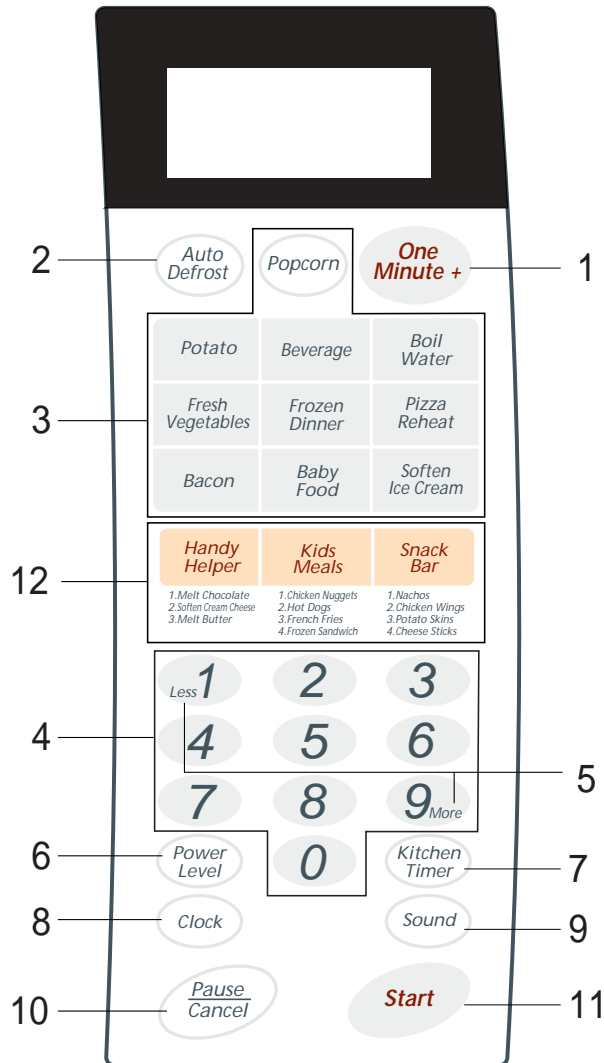 2
Auto
Defrost
Popcorn
One
Minute +
1
3
Potato
Beverage
Boil
Water
Fresh
Vegetables
Frozen
Dinner
Pizza
Reheat
Bacon
Baby
Food
Soften
Ice Cream
12
Handy
Helper
1.Melt Chocolate
2.Soften Cream Cheese
3.Melt Butter
Kids
Meals
1.Chicken Nuggets
2.Hot Dogs
3.French Fries
4.Frozen Sandwich
Snack
Bar
1.Nachos
2.Chicken Wings
3.Potato Skins
4.Cheese Sticks
4
Less 1
2
3
4
5
6
5
7
8
9 More
6
Power
Level
0
Kitchen
Timer
7
8
Clock
Sound
9
10
Pause
Cancel
Start
11